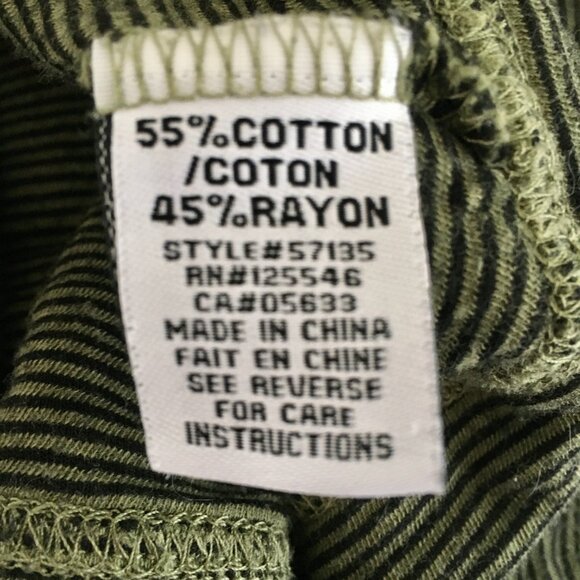 55%COTTON
/COTON
45%RAYON
STYLE#57135
RN#125546
CA#05633
MADE IN CHINA
FAIT EN CHINE
SEE REVERSE
FOR CARE
INSTRUCTIONS